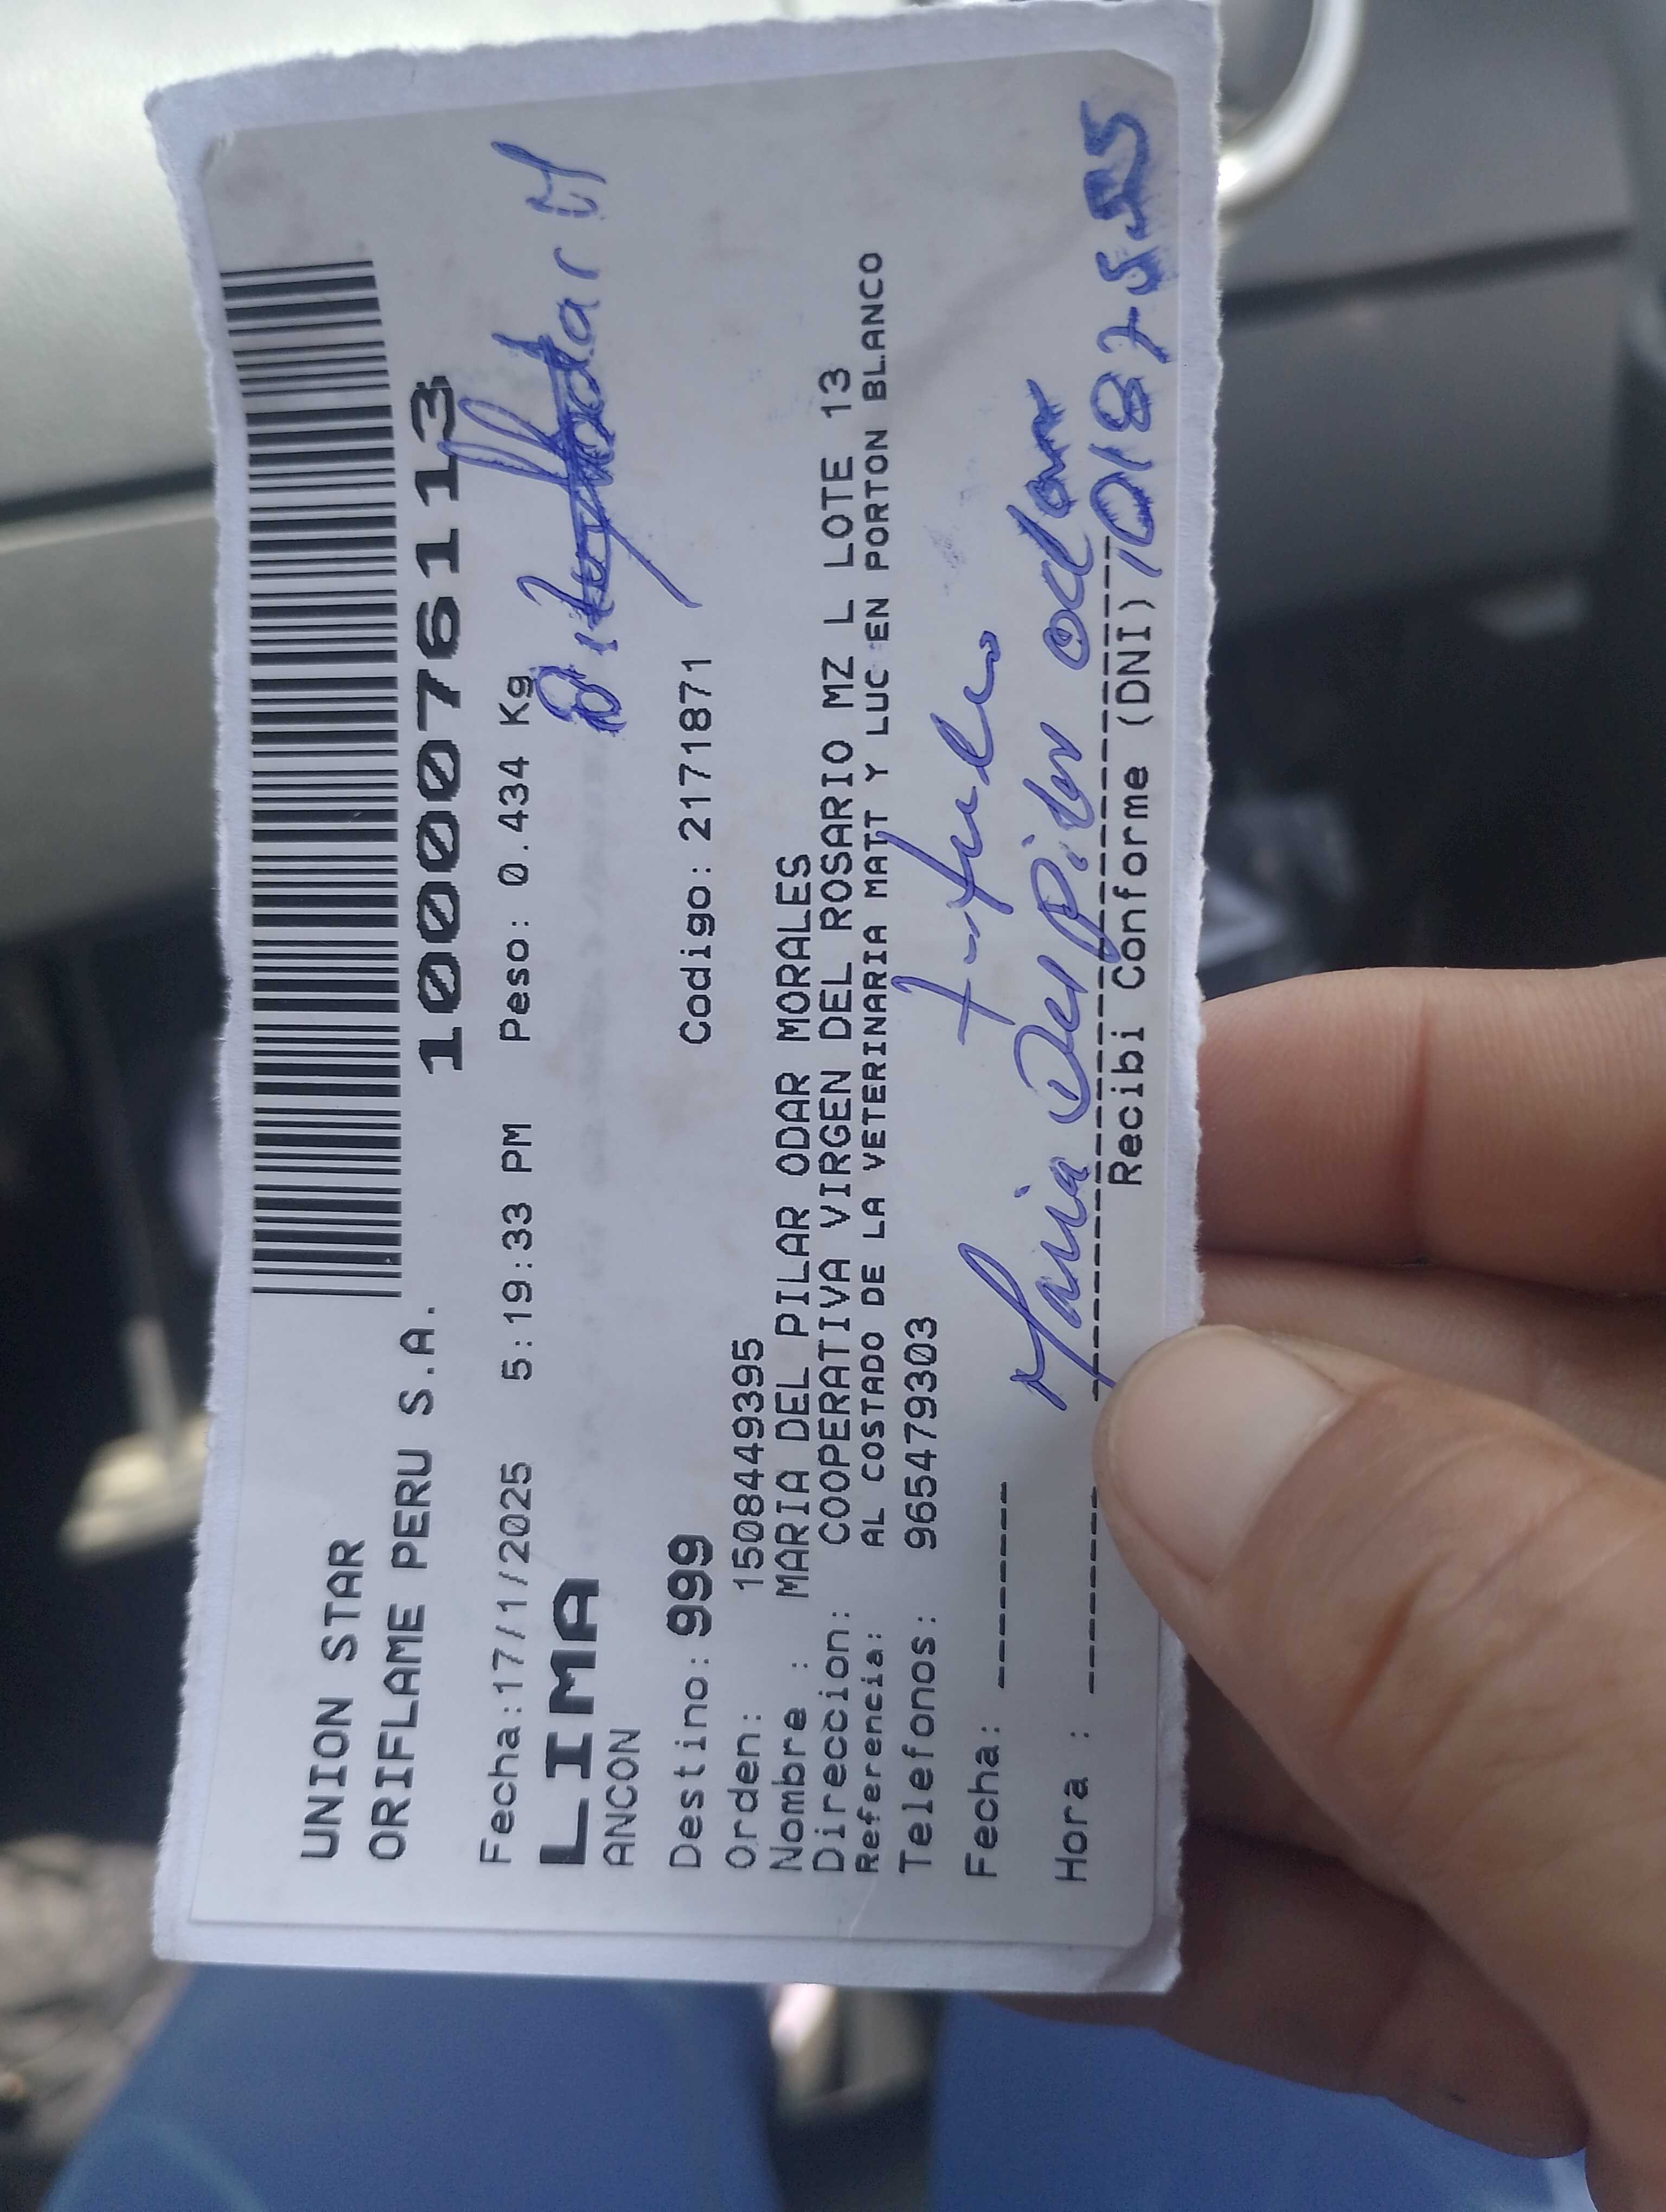 UNION STAR
ORIFLAME PERU S.A.
1000076113
Fecha:17/1/2025 5:19:33 PM Peso: 0.434 Kg
LIMA
ANCON
Destino: 999 Codigo: 2171871
Orden: 1508449395
Nombre : MARIA DEL PILAR ODAR MORALES
Direccion: COOPERATIVA VIRGEN DEL ROSARIO MZ L LOTE 13
Referencia: AL COSTADO DE LA VETERINARIA MATT Y LUC EN PORTON BLANCO
Telefonos: 965479303
Fecha: -------- titular
Maria Del Pilar odar
Hora : --------
Recibi Conforme (DNI)